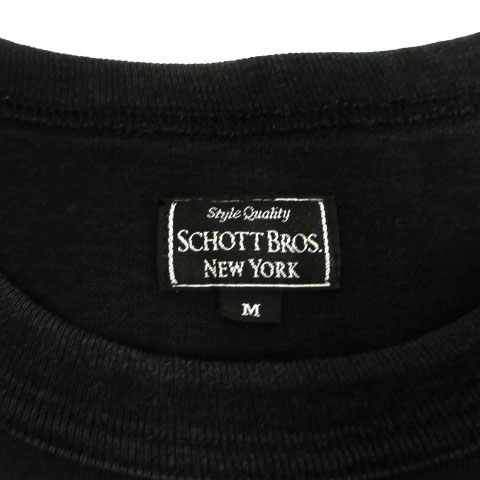 Style Quality
SCHOTT BROS.
NEW YORK
M